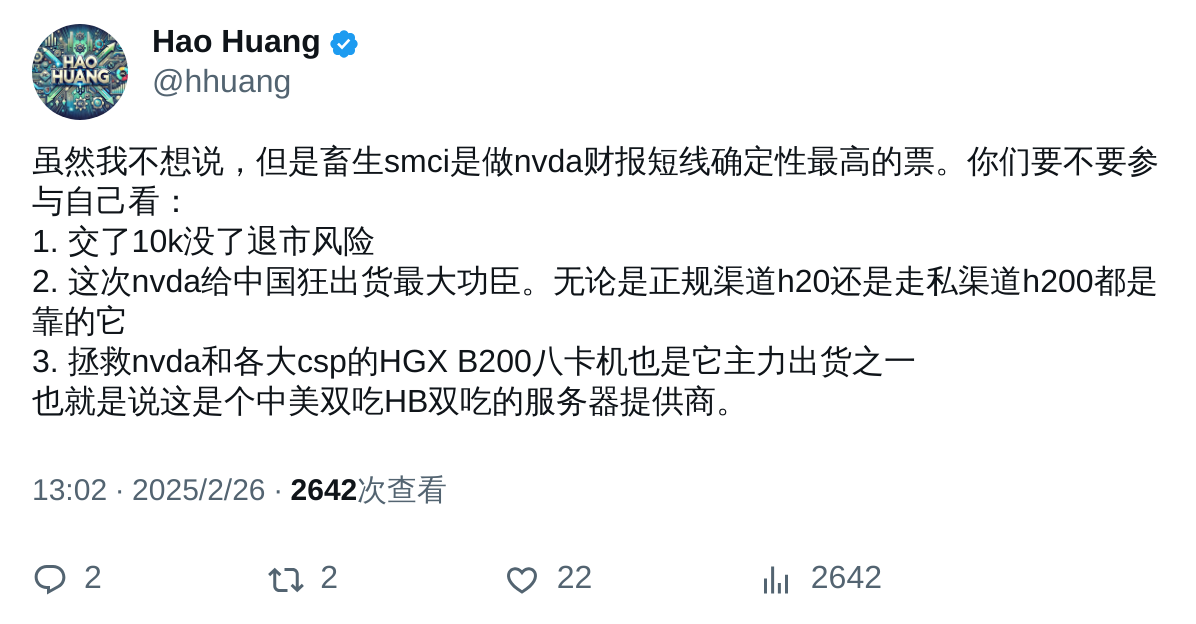 HAO
HUANG
Hao Huang
@hhuang
虽然我不想说，但是畜生smci是做nvda财报短线确定性最高的票。你们要不要参
与自己看：
1. 交了10k没了退市风险
2. 这次nvda给中国狂出货最大功臣。无论是正规渠道h20还是走私渠道h200都是
靠的它
3. 拯救nvda和各大csp的HGX B200八卡机也是它主力出货之一
也就是说这是个中美双吃HB双吃的服务器提供商。
13:02 · 2025/2/26 · 2642次查看
2 2 22 2642